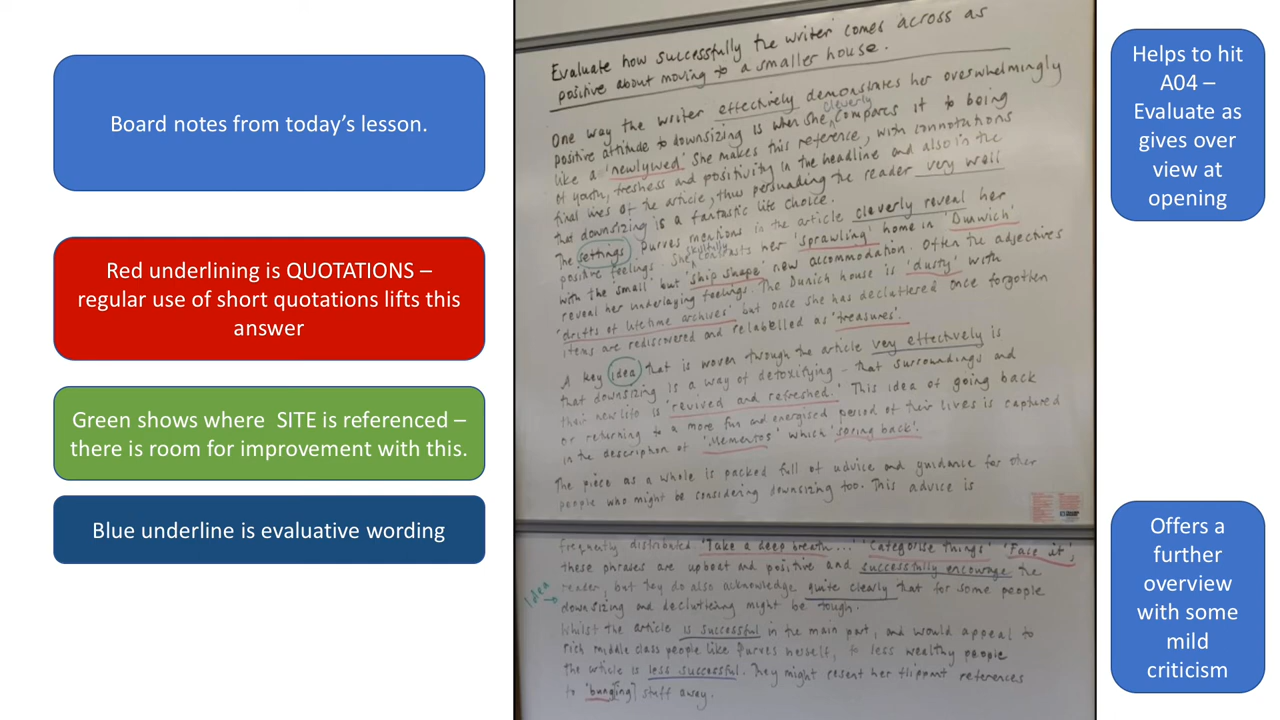 Board notes from today's lesson.
Red underlining is QUOTATIONS –
regular use of short quotations lifts this
answer
Green shows where SITE is referenced –
there is room for improvement with this.
Blue underline is evaluative wording
Evaluate how successfully the writer comes across as
positive about moving to a smaller house.
One way the writer effectively demonstrates her overwhelmingly
positive attitude to downsizing is when she cleverly compares it to being
like a 'newlywed'. She makes this reference, with connotations
of youth, freshess and positivity in the headline and also in the
final lines of the article, thus persuading the reader very well
that downsizing is a fantastic life choice.
The settings Purves mentions in the article cleverly reveal her
positive feelings. She skilfully contrasts her 'sprawling' home in 'Dunwich'
with the 'small' but 'ship shape' new accommodation. Often the adjectives
reveal her underlaying feelings. The Dunich house is 'dusty' with
'drifts of lifetime archives' but once she has decluttered once forgotten
items are rediscovered and relabelled as 'treasures'.
A key idea that is woven through the article very effectively is
that downsizing is a way of detoxifying - that surroundings and
their new life is 'revived and refreshed.' This idea of going back
or returning to a more fun and energised period of their lives is captured
in the description of 'Mementos' which 'spring back'.
The piece as a whole is packed full of advice and guidance for other
people who might be considering downsizing too. This advice is
frequently distributed. 'Take a deep breath...' 'Categorise things' 'Face it',
these phrases are upbeat and positive and successfully encourage the
reader, but they do also acknowledge quite clearly that for some people
Idea → downsizing and decluttering might be tough.
Whilst the article is successful in the main part, and would appeal to
rich middle class people like Purves herself, to less wealthy people
the article is less successful. They might resent her flippant references
to 'bung[ing] stuff away.
Helps to hit
A04 –
Evaluate as
gives over
view at
opening
Offers a
further
overview
with some
mild
criticism